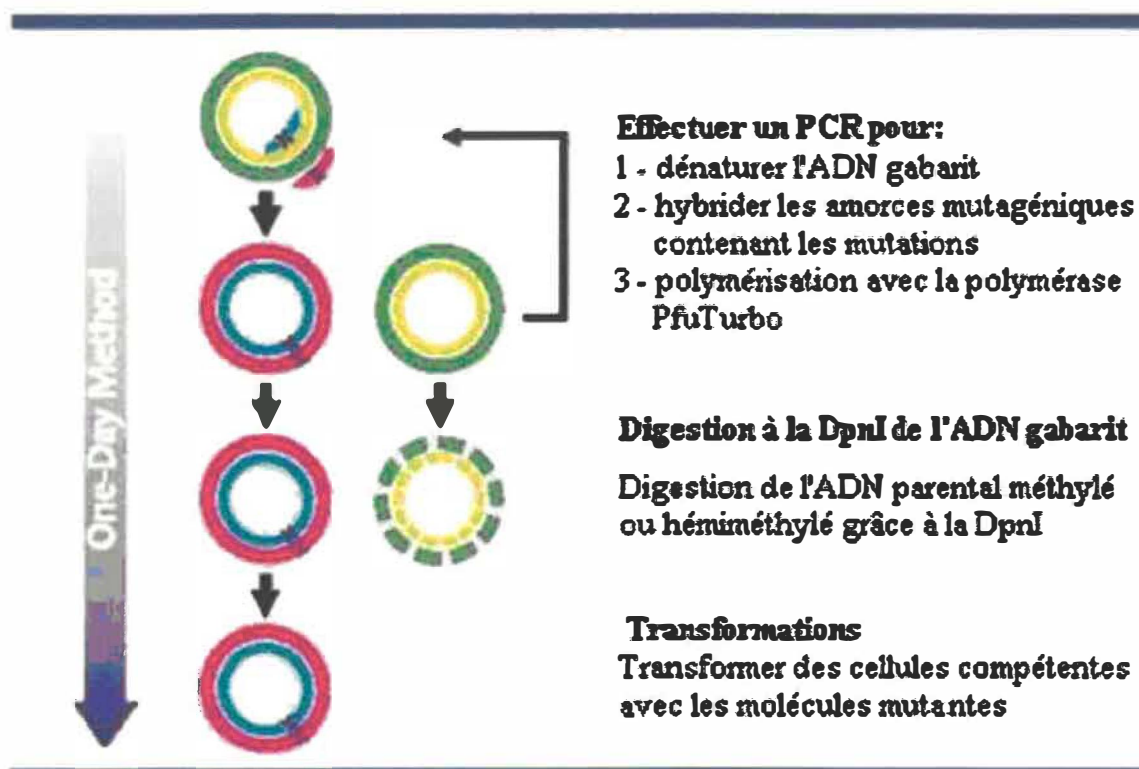 One-Day Method
Effectuer un PCR pour:
1 - dénaturer l'ADN gabarit
2 - hybrider les amorces mutagéniques
contenant les mutations
3 - polymérisation avec la polymérase
PfuTurbo
Digestion à la DpnI de l'ADN gabarit
Digestion de l'ADN parental méthylé
ou hémiméthylé grâce à la DpnI
Transformations
Transformer des cellules compétentes
avec les molécules mutantes